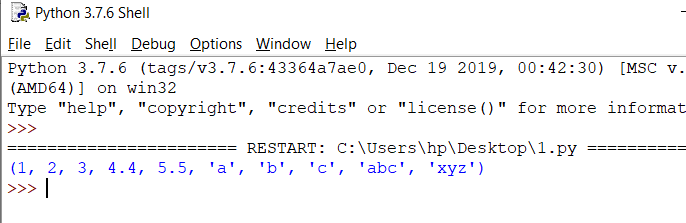 Python 3.7.6 Shell
File Edit Shell Debug Options Window Help
Python 3.7.6 (tags/v3.7.6:43364a7ae0, Dec 19 2019, 00:42:30) [MSC v.
(AMD64)] on win32
Type "help", "copyright", "credits" or "license()" for more informat
>>>
======================= RESTART: C:\Users\hp\Desktop\1.py ===========
(1, 2, 3, 4.4, 5.5, 'a', 'b', 'c', 'abc', 'xyz')
>>>